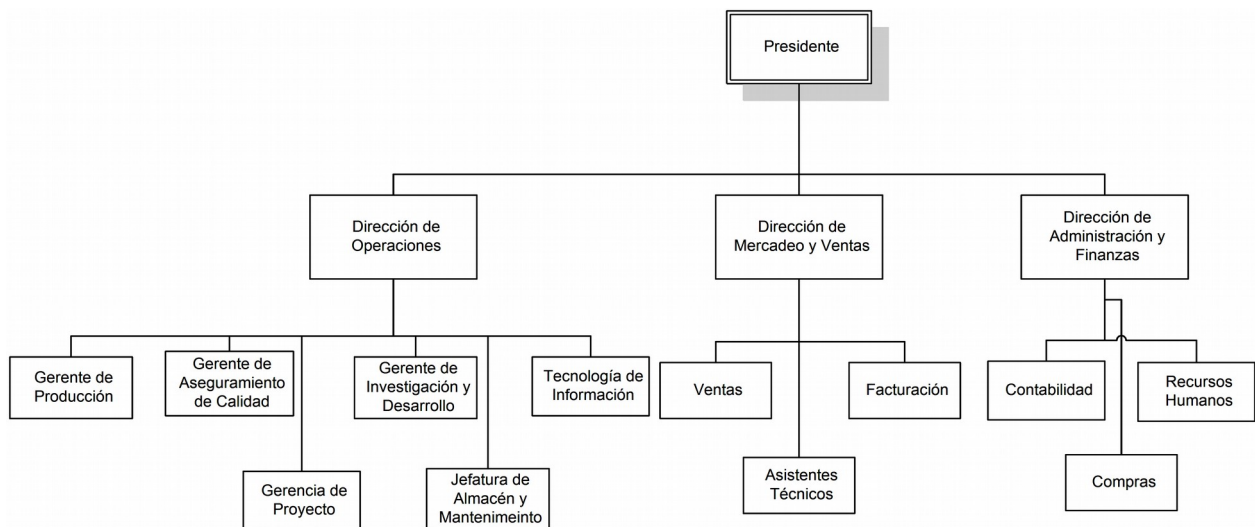 Presidente
Dirección de
Operaciones
Dirección de
Mercadeo y Ventas
Dirección de
Administración y
Finanzas
Gerente de
Producción
Gerente de
Aseguramiento
de Calidad
Gerente de
Investigación y
Desarrollo
Tecnología de
Información
Ventas
Facturación
Contabilidad
Recursos
Humanos
Gerencia de
Proyecto
Jefatura de
Almacén y
Mantenimeinto
Asistentes
Técnicos
Compras